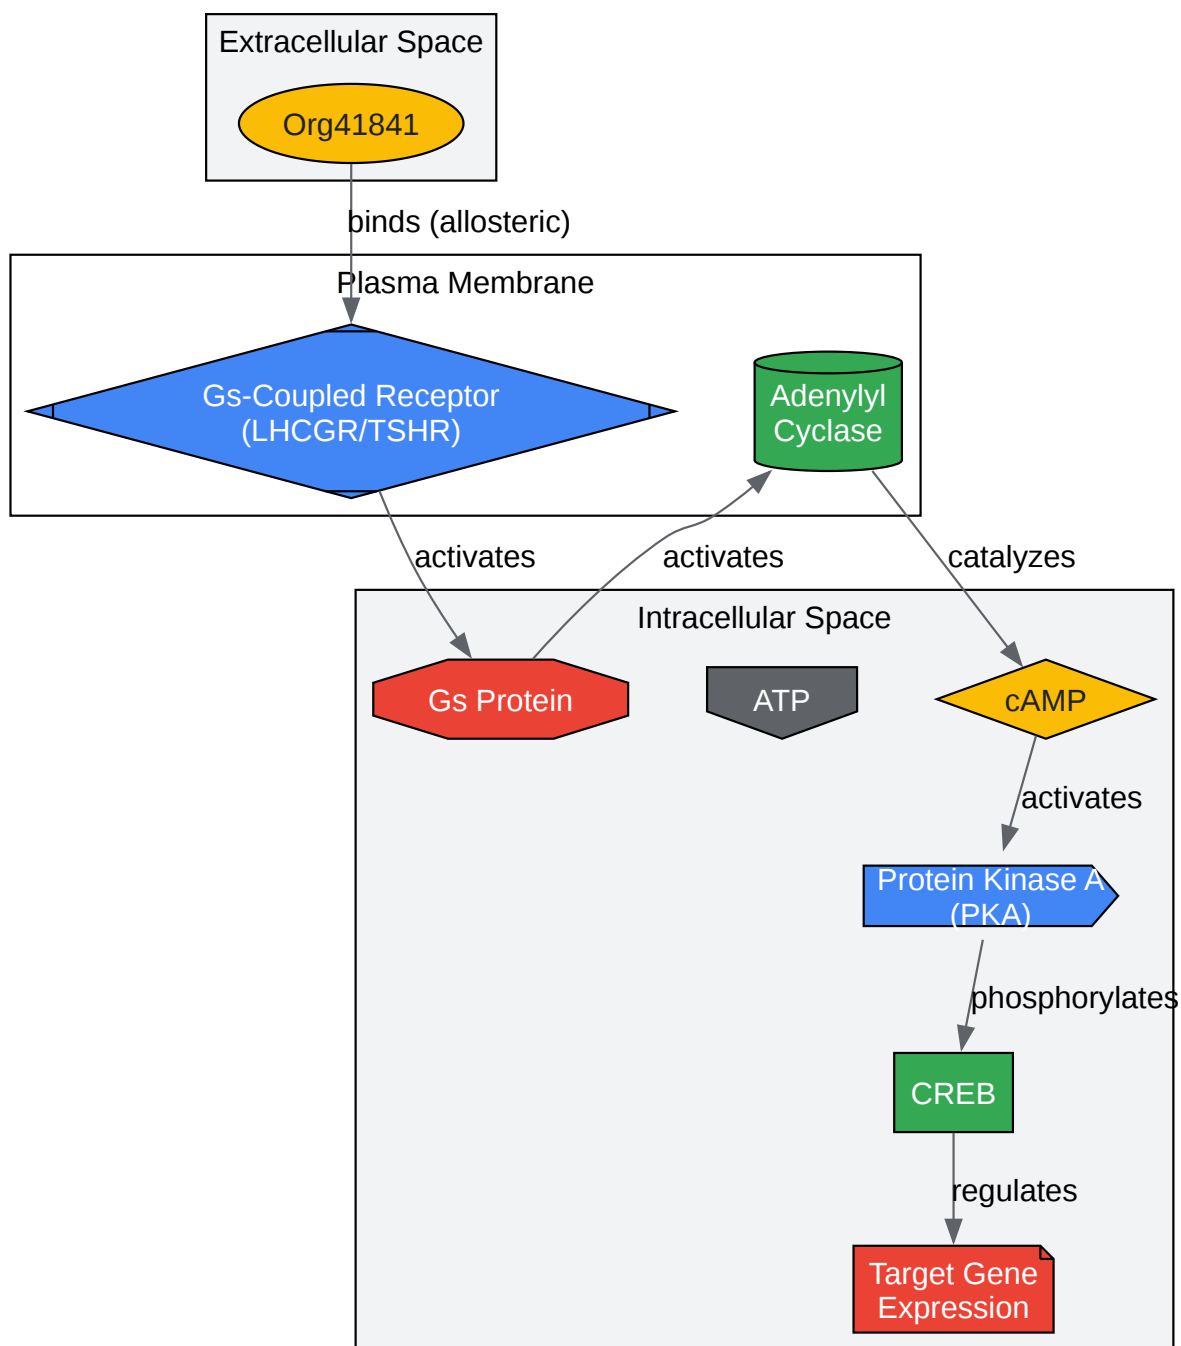 Extracellular Space
Org41841
binds (allosteric)
Plasma Membrane
Gs-Coupled Receptor
(LHCGR/TSHR)
Adenylyl
Cyclase
activates
activates
catalyzes
Intracellular Space
Gs Protein
ATP
cAMP
activates
Protein Kinase A
(PKA)
phosphorylates
CREB
regulates
Target Gene
Expression